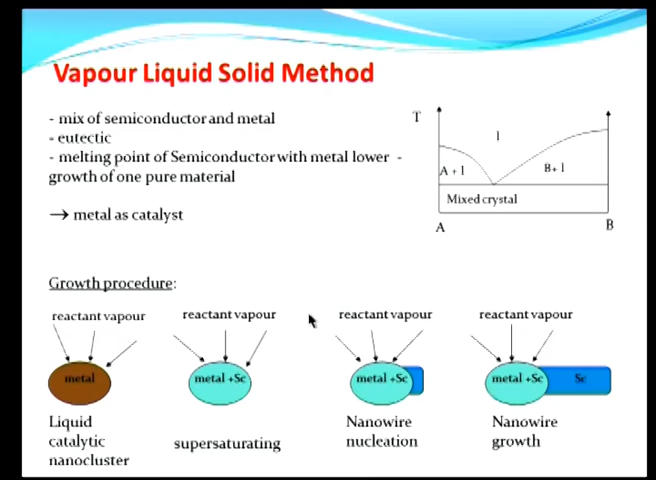 Vapour Liquid Solid Method
- mix of semiconductor and metal
- eutectic
- melting point of Semiconductor with metal lower -
growth of one pure material
→ metal as catalyst
T
l
A + l
B+ l
Mixed crystal
A
B
Growth procedure:
reactant vapour
reactant vapour
reactant vapour
reactant vapour
metal
metal +Sc
metal +Sc
metal +Sc
Sc
Liquid
catalytic
nanocluster
supersaturating
Nanowire
nucleation
Nanowire
growth